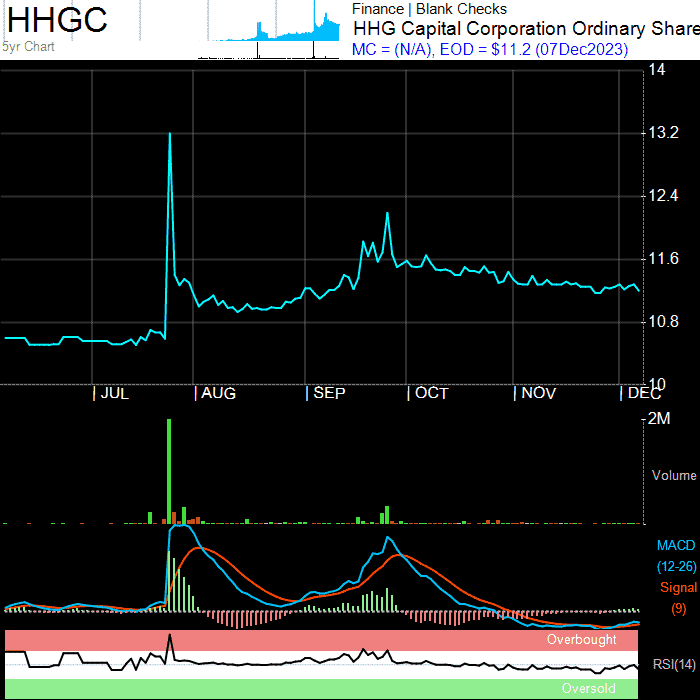 HHGC
5yr Chart
Finance | Blank Checks
HHG Capital Corporation Ordinary Share
MC = (N/A), EOD = $11.2 (07Dec2023)
14
13.2
12.4
11.6
10.8
10
JUL AUG SEP OCT NOV DEC
2M
Volume
MACD
(12-26)
Signal
(9)
Overbought
RSI(14)
Oversold